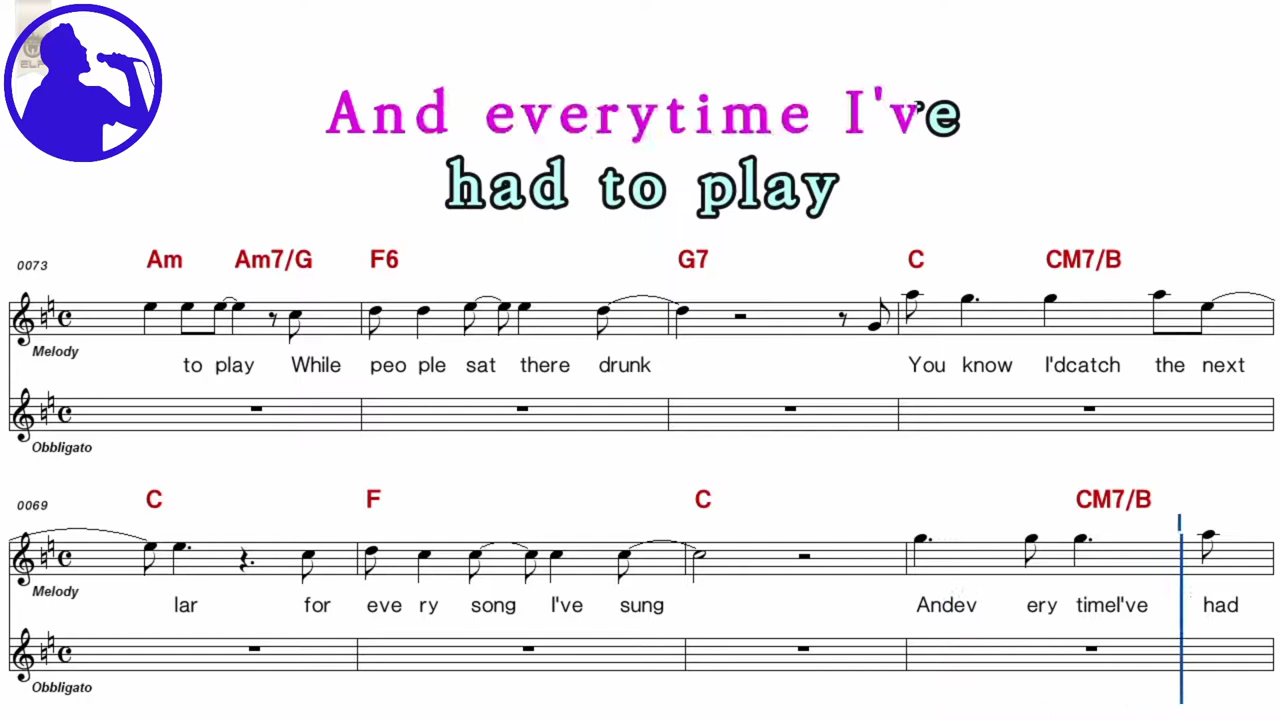 ELF
And everytime I've
had to play
0073 Am Am7/G F6 G7 C CM7/B
Melody
to play While peo ple sat there drunk You know I'dcatch the next
Obbligato
0069 C F C CM7/B
Melody
lar for eve ry song I've sung Andev ery timeI've had
Obbligato